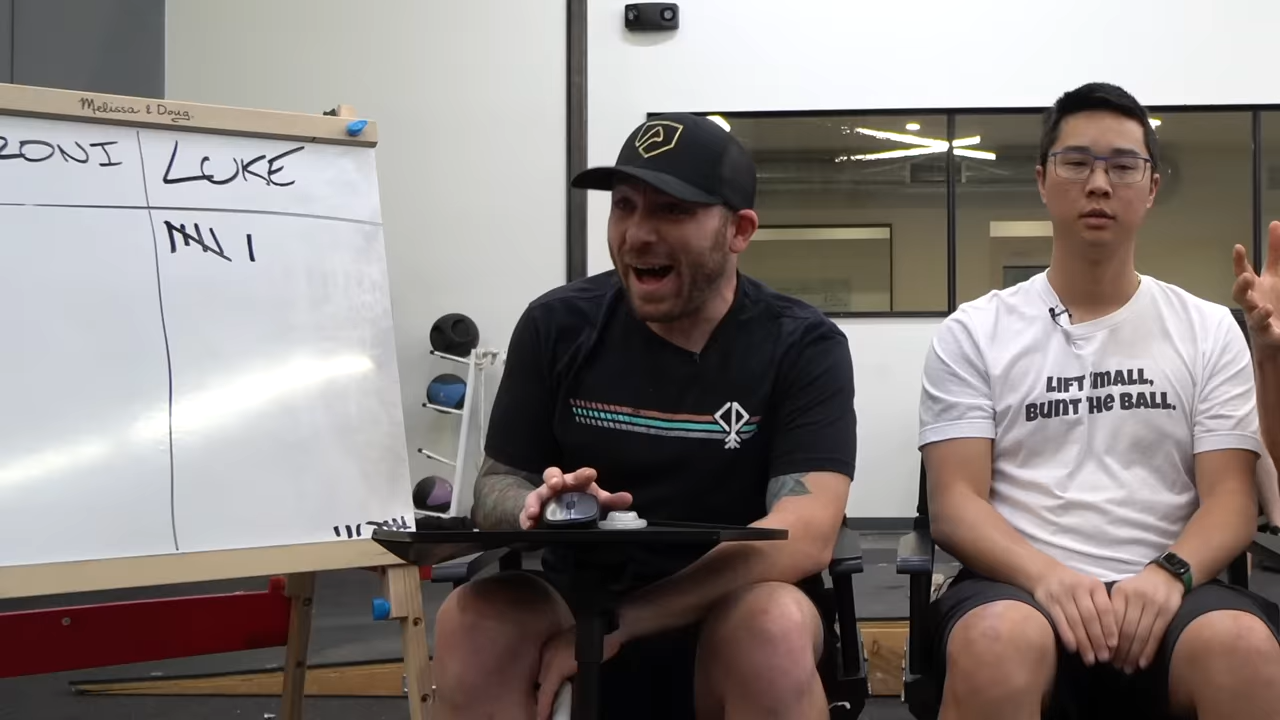 Melissa & Doug
RONI
LUKE
LIFT SMALL,
BUNT THE BALL.